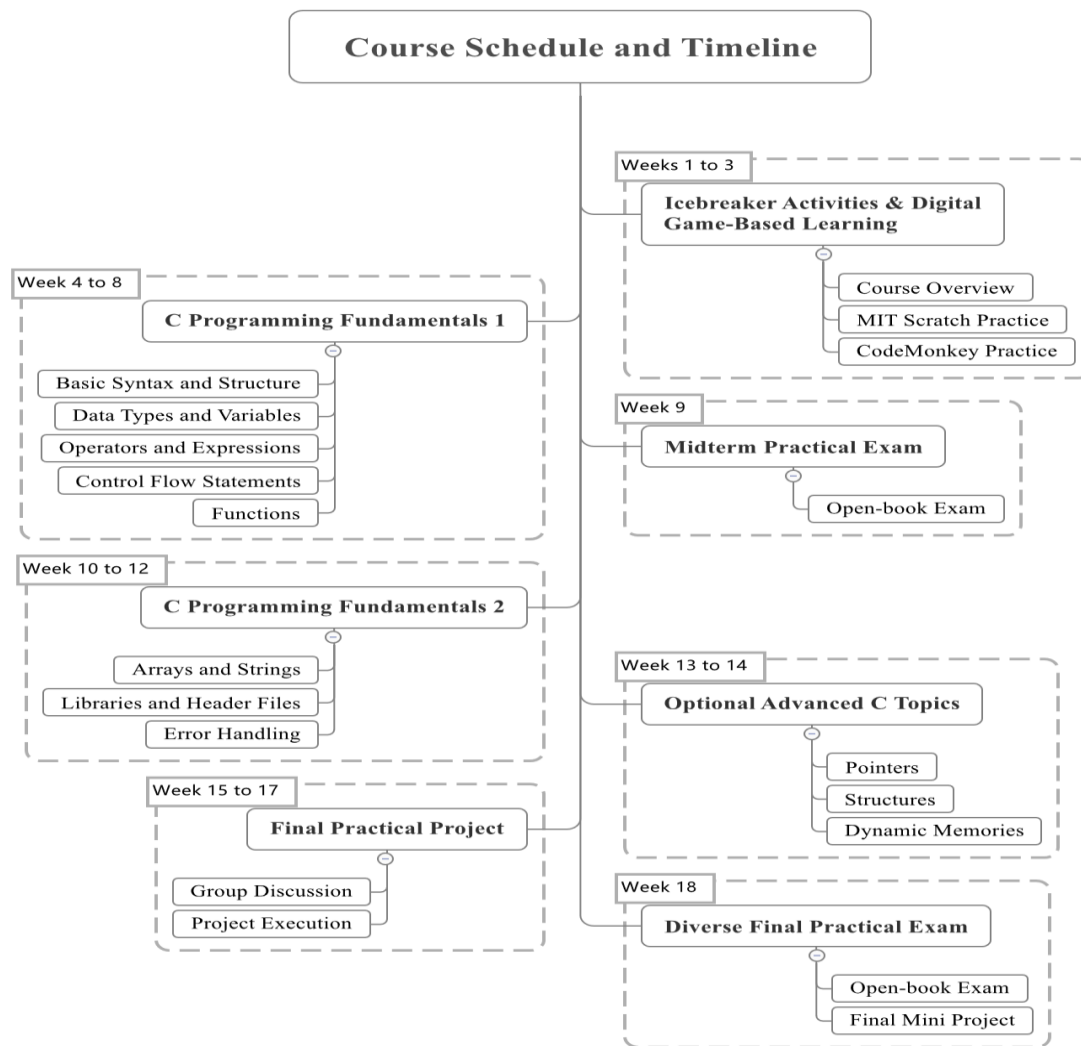 Course Schedule and Timeline
Weeks 1 to 3
Icebreaker Activities & Digital
Game-Based Learning
Course Overview
MIT Scratch Practice
CodeMonkey Practice
Week 4 to 8
C Programming Fundamentals 1
Basic Syntax and Structure
Data Types and Variables
Operators and Expressions
Control Flow Statements
Functions
Week 9
Midterm Practical Exam
Open-book Exam
Week 10 to 12
C Programming Fundamentals 2
Arrays and Strings
Libraries and Header Files
Error Handling
Week 13 to 14
Optional Advanced C Topics
Pointers
Structures
Dynamic Memories
Week 15 to 17
Final Practical Project
Group Discussion
Project Execution
Week 18
Diverse Final Practical Exam
Open-book Exam
Final Mini Project